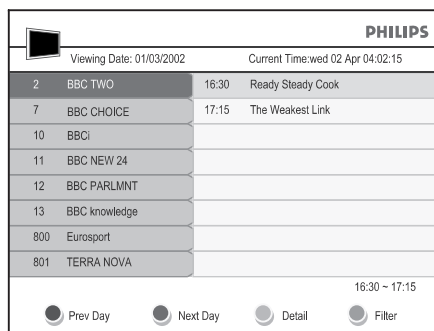 PHILIPS
Viewing Date: 01/03/2002 Current Time:wed 02 Apr 04:02:15
2 BBC TWO 16:30 Ready Steady Cook
7 BBC CHOICE 17:15 The Weakest Link
10 BBCi
11 BBC NEW 24
12 BBC PARLMNT
13 BBC knowledge
800 Eurosport
801 TERRA NOVA
16:30 ~ 17:15
Prev Day Next Day Detail Filter